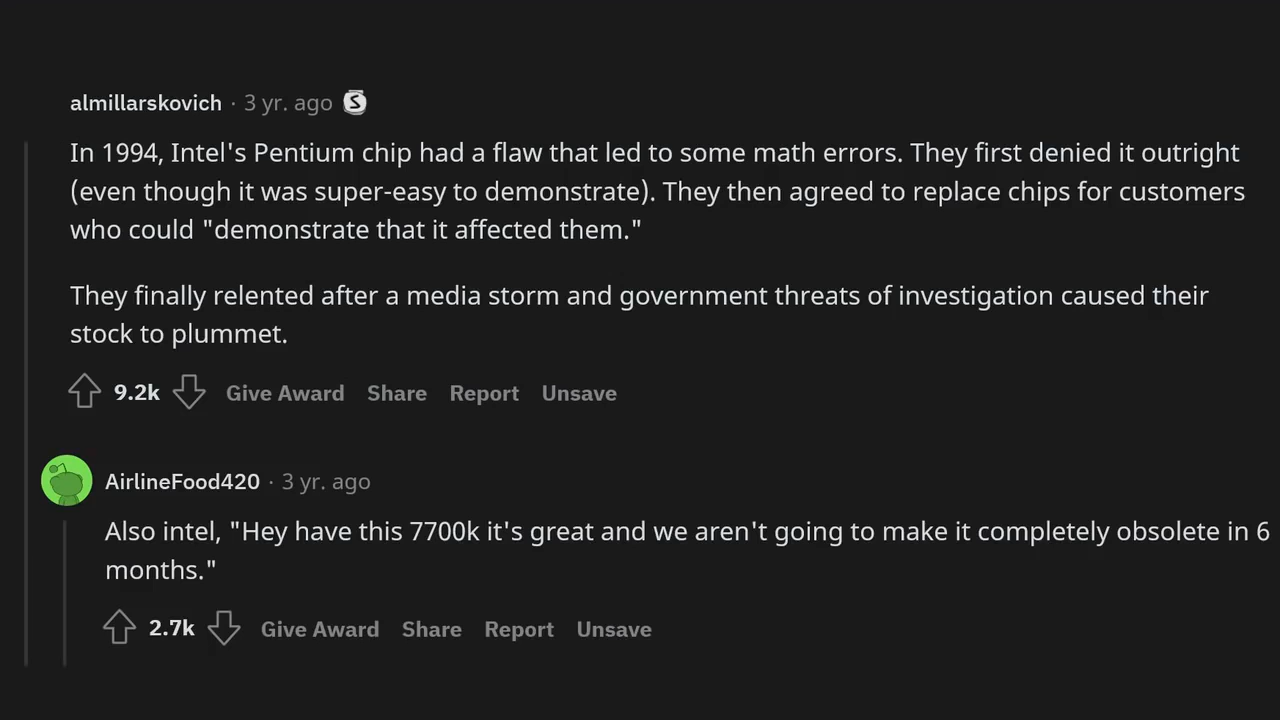 almillarskovich · 3 yr. ago
In 1994, Intel's Pentium chip had a flaw that led to some math errors. They first denied it outright
(even though it was super-easy to demonstrate). They then agreed to replace chips for customers
who could "demonstrate that it affected them."
They finally relented after a media storm and government threats of investigation caused their
stock to plummet.
9.2k Give Award Share Report Unsave
AirlineFood420 · 3 yr. ago
Also intel, "Hey have this 7700k it's great and we aren't going to make it completely obsolete in 6
months."
2.7k Give Award Share Report Unsave